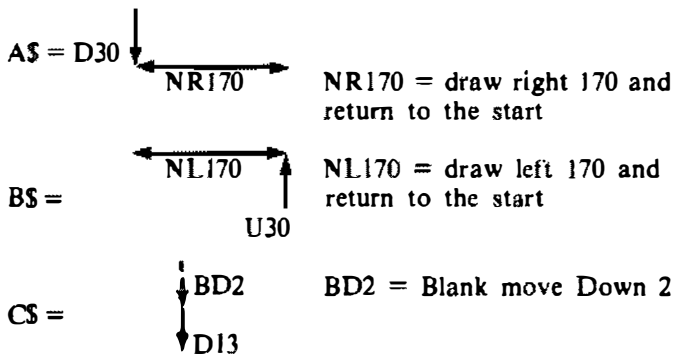 A$ = D30
NR170
NR170 = draw right 170 and
return to the start
NL170
NL170 = draw left 170 and
return to the start
B$ =
U30
BD2
BD2 = Blank move Down 2
C$ =
D13